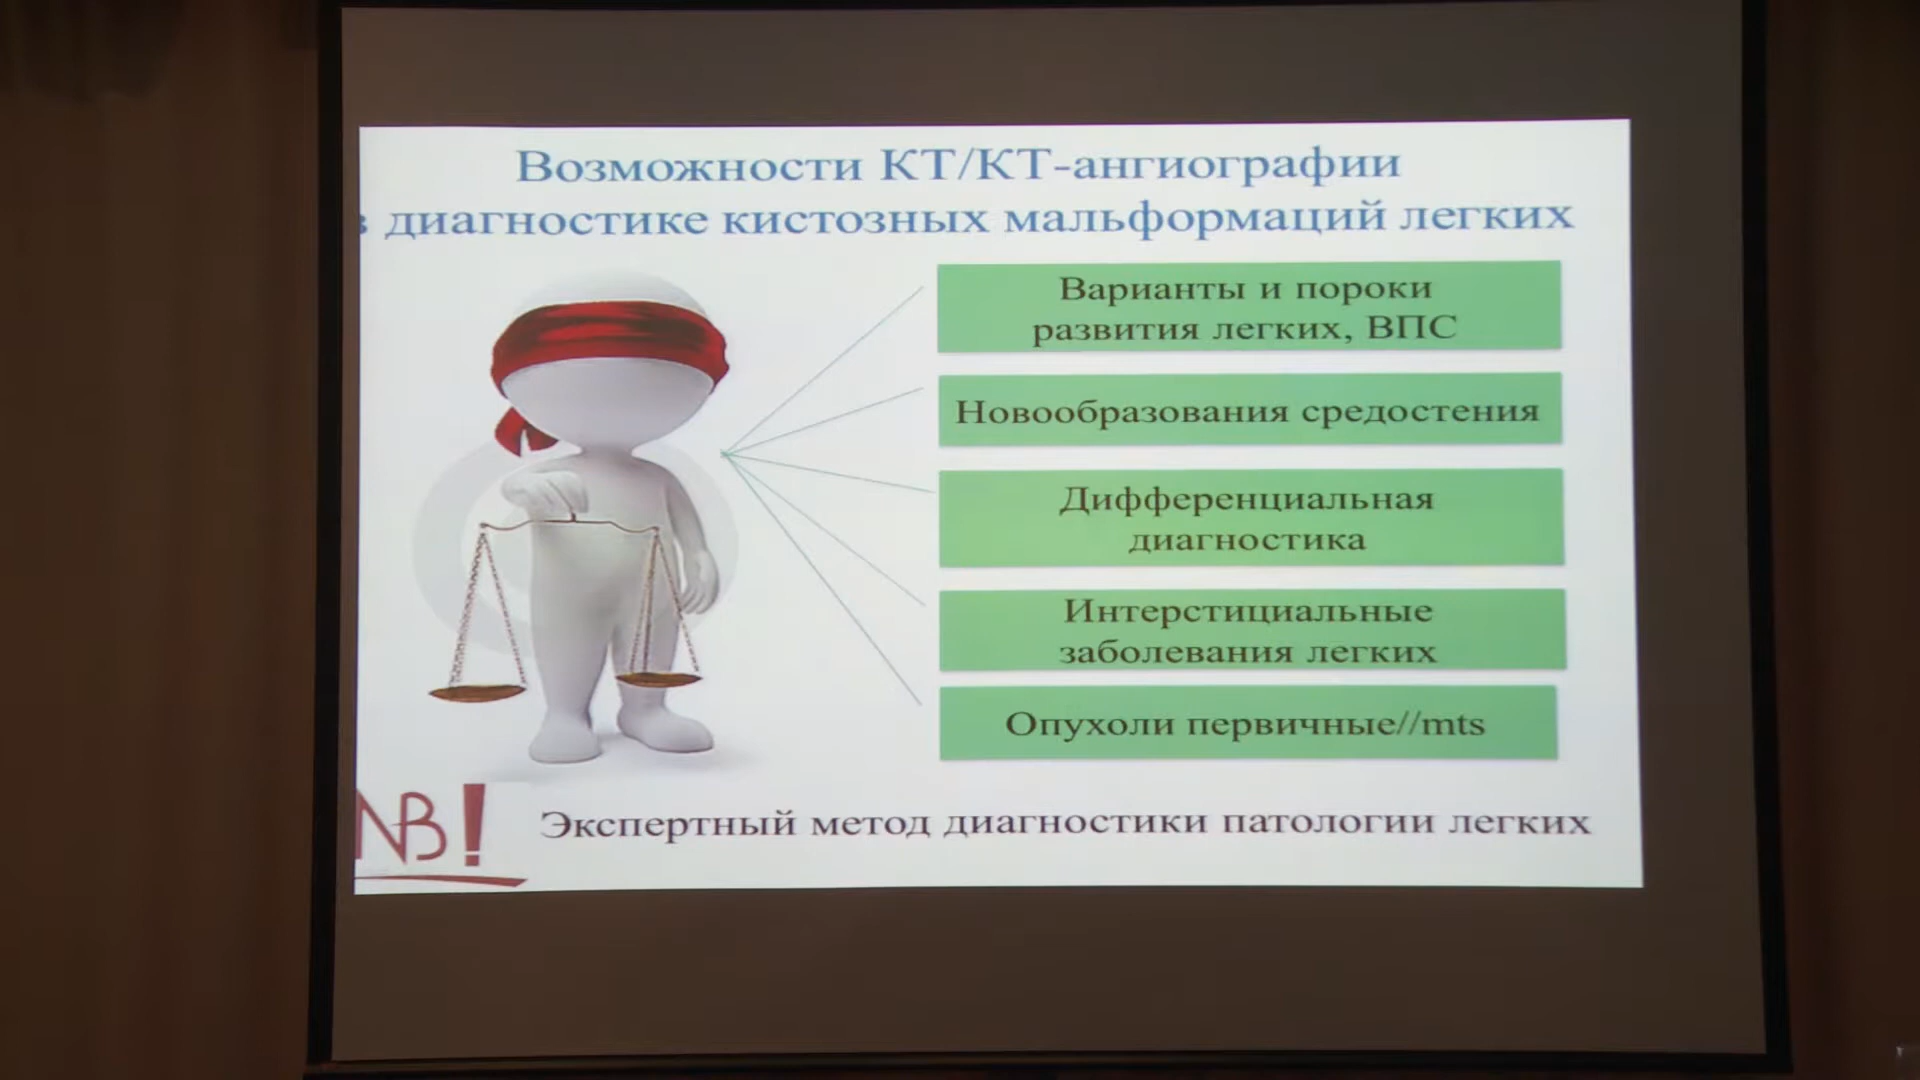 Возможности КТ/КТ-ангиографии
в диагностике кистозных мальформаций легких
Варианты и пороки
развития легких, ВПС
Новообразования средостения
Дифференциальная
диагностика
Интерстициальные
заболевания легких
Опухоли первичные//mts
NB!
Экспертный метод диагностики патологии легких